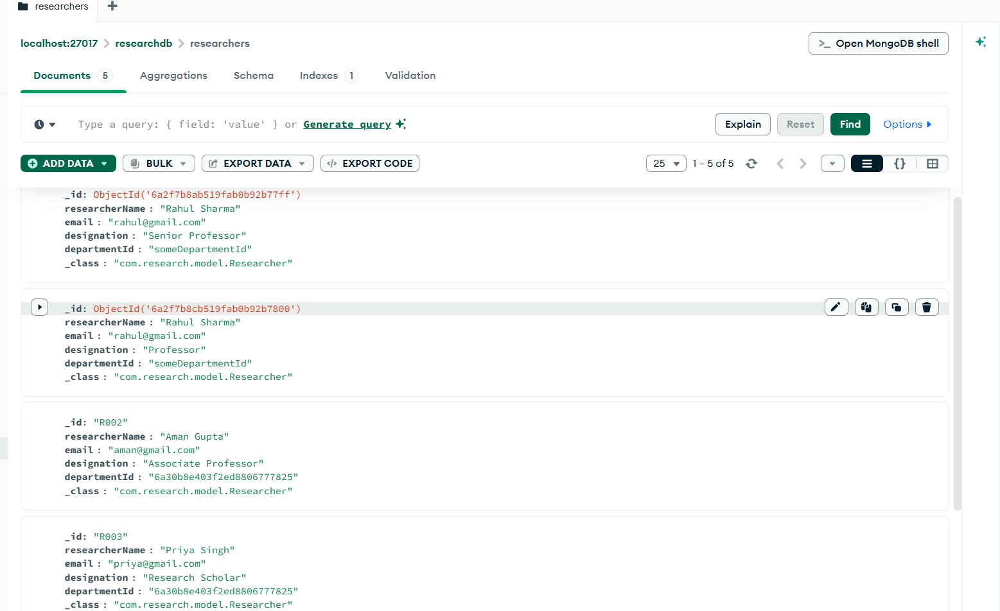 researchers
localhost:27017 researchdb researchers
Open MongoDB shell
Documents 5 Aggregations Schema Indexes 1 Validation
Type a query: { field: 'value' } or Generate query
Explain Reset Find Options
ADD DATA BULK EXPORT DATA EXPORT CODE 25 1 – 5 of 5
_id: ObjectId('6a2f7b8ab519fab0b92b77ff')
researcherName : "Rahul Sharma"
email : "rahul@gmail.com"
designation : "Senior Professor"
departmentId : "someDepartmentId"
_class : "com.research.model.Researcher"
_id: ObjectId('6a2f7b8cb519fab0b92b7800')
researcherName : "Rahul Sharma"
email : "rahul@gmail.com"
designation : "Professor"
departmentId : "someDepartmentId"
_class : "com.research.model.Researcher"
_id: "R002"
researcherName : "Aman Gupta"
email : "aman@gmail.com"
designation : "Associate Professor"
departmentId : "6a30b8e403f2ed8806777825"
_class : "com.research.model.Researcher"
_id: "R003"
researcherName : "Priya Singh"
email : "priya@gmail.com"
designation : "Research Scholar"
departmentId : "6a30b8e403f2ed8806777825"
_class : "com.research.model.Researcher"